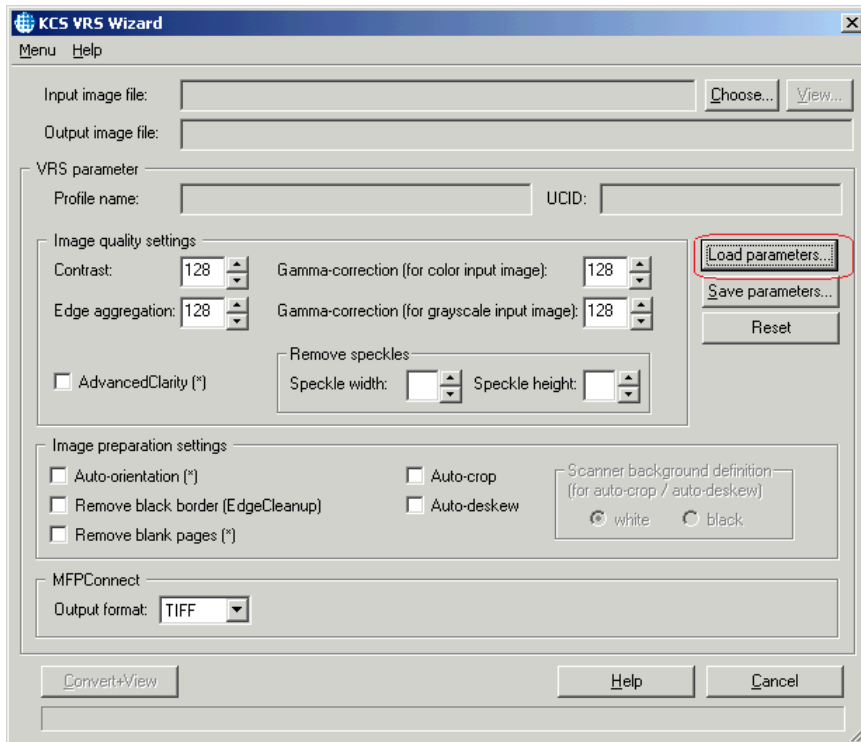 KCS VRS Wizard
Menu Help
Input image file: Choose... View...
Output image file:
VRS parameter
Profile name: UCID:
Image quality settings
Contrast: 128 Gamma-correction (for color input image): 128 Load parameters...
Edge aggregation: 128 Gamma-correction (for grayscale input image): 128 Save parameters...
Reset
Remove speckles
AdvancedClarity (*) Speckle width: Speckle height:
Image preparation settings
Auto-orientation (*) Auto-crop Scanner background definition
(for auto-crop / auto-deskew)
Remove black border (EdgeCleanup) Auto-deskew
white black
Remove blank pages (*)
MFPConnect
Output format: TIFF
Convert+View Help Cancel